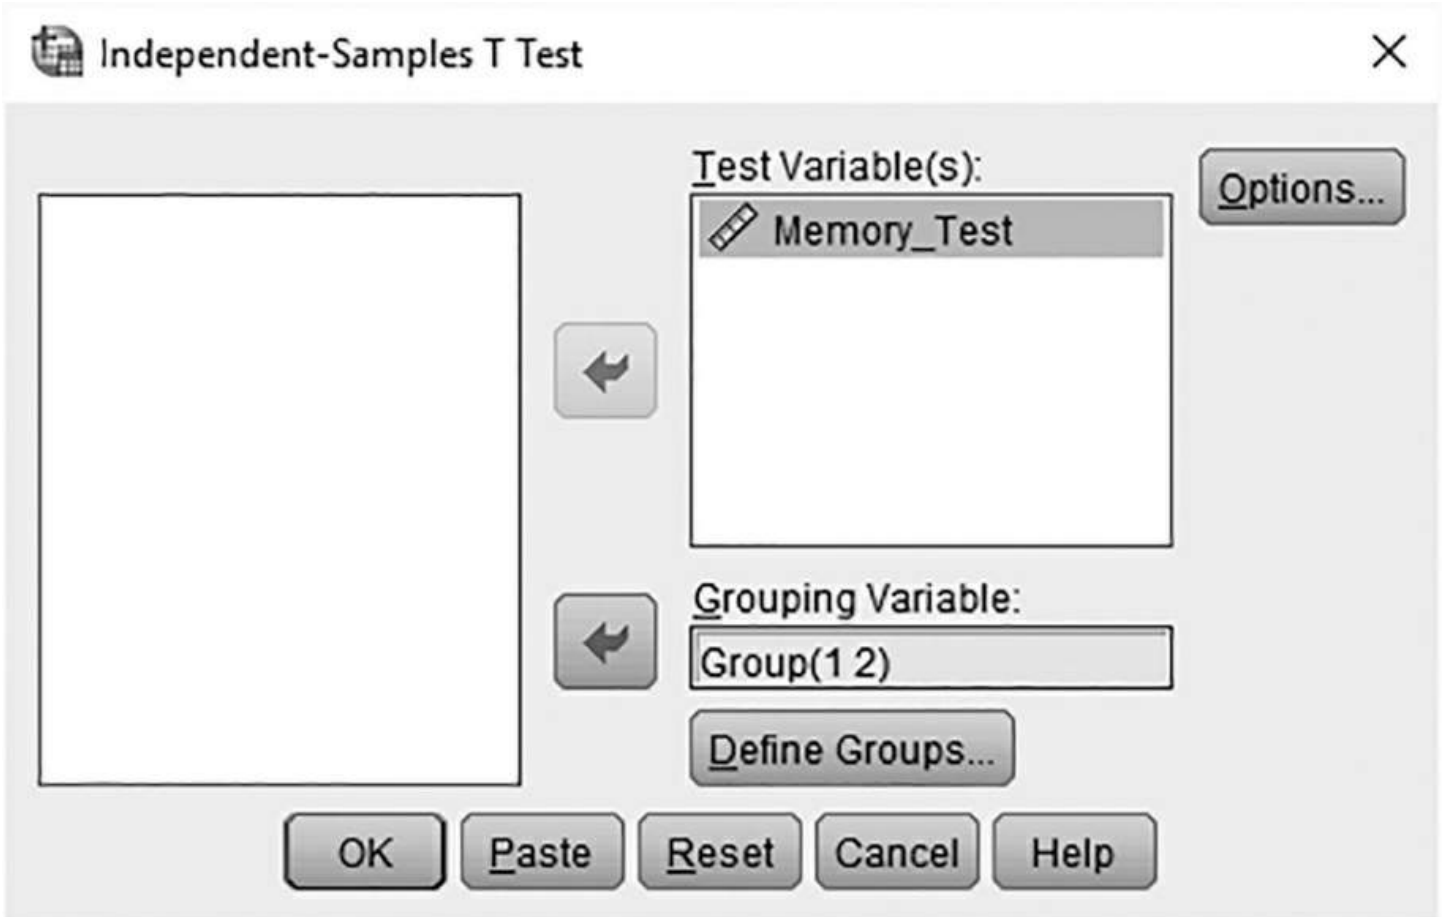 Independent-Samples T Test
Test Variable(s):
Options...
Memory_Test
Grouping Variable:
Group(1 2)
Define Groups...
OK
Paste
Reset
Cancel
Help